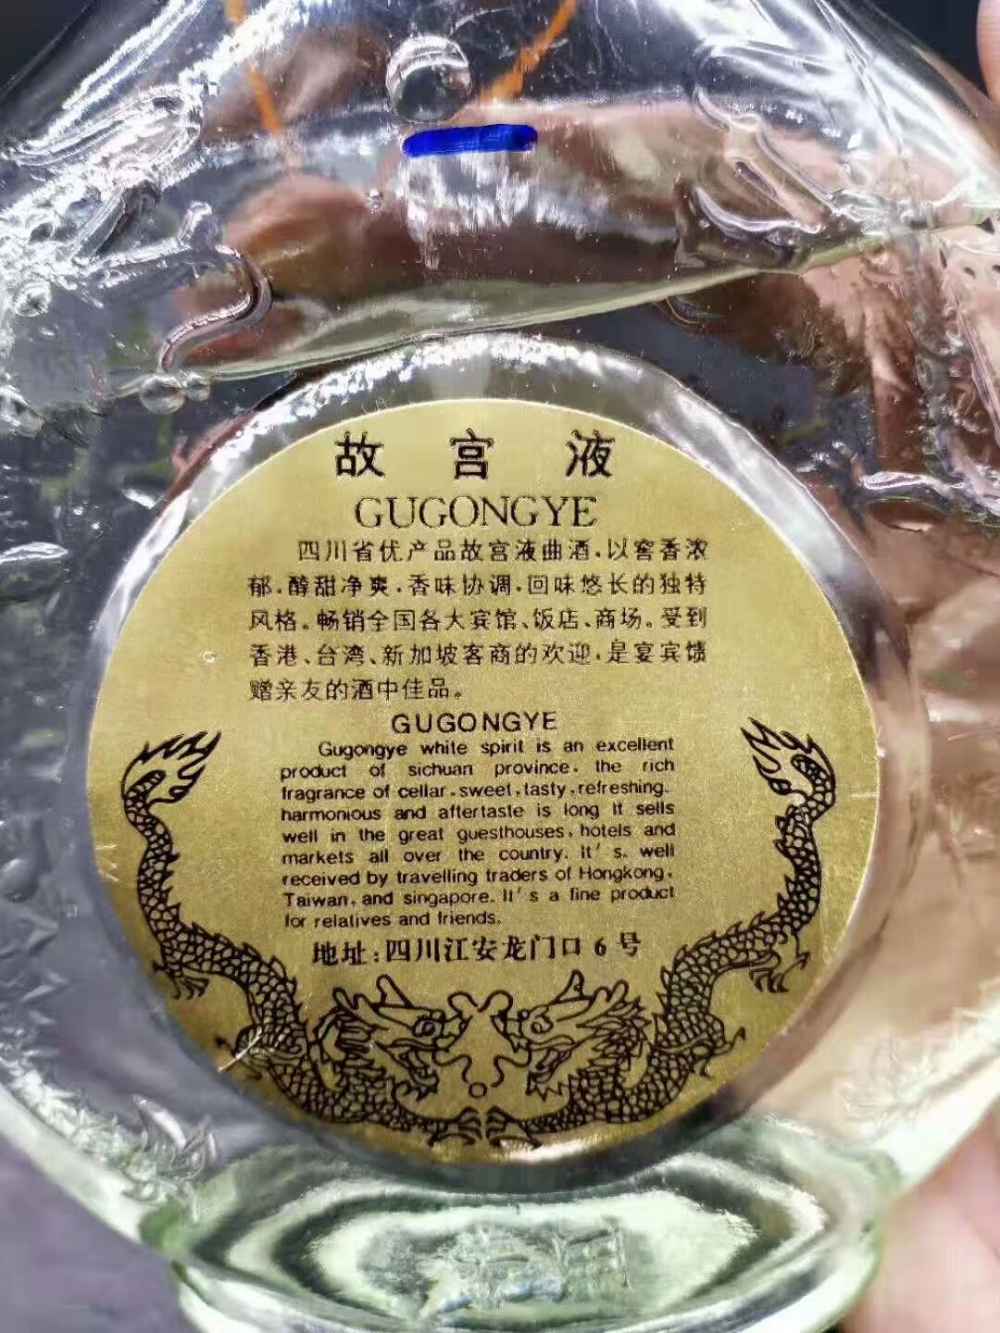 故宫液
GUGONGYE
四川省优产品故宫液曲酒.以窖香浓
郁.醇甜净爽.香味协调.回味悠长的独特
风格。畅销全国各大宾馆、饭店、商场。受到
香港、台湾、新加坡客商的欢迎.是宴宾馈
赠亲友的酒中佳品。
GUGONGYE
Gugongye white spirit is an excellent
product of sichuan province. the rich
fragrance of cellar.sweet,tasty,refreshing.
harmonious and aftertaste is long It sells
well in the great guesthouses, hotels and
markets all over the country. It's. well
received by travelling traders of Hongkong,
Taiwan, and singapore. It's a fine product
for relatives and friends.
地址:四川江安龙门口6号